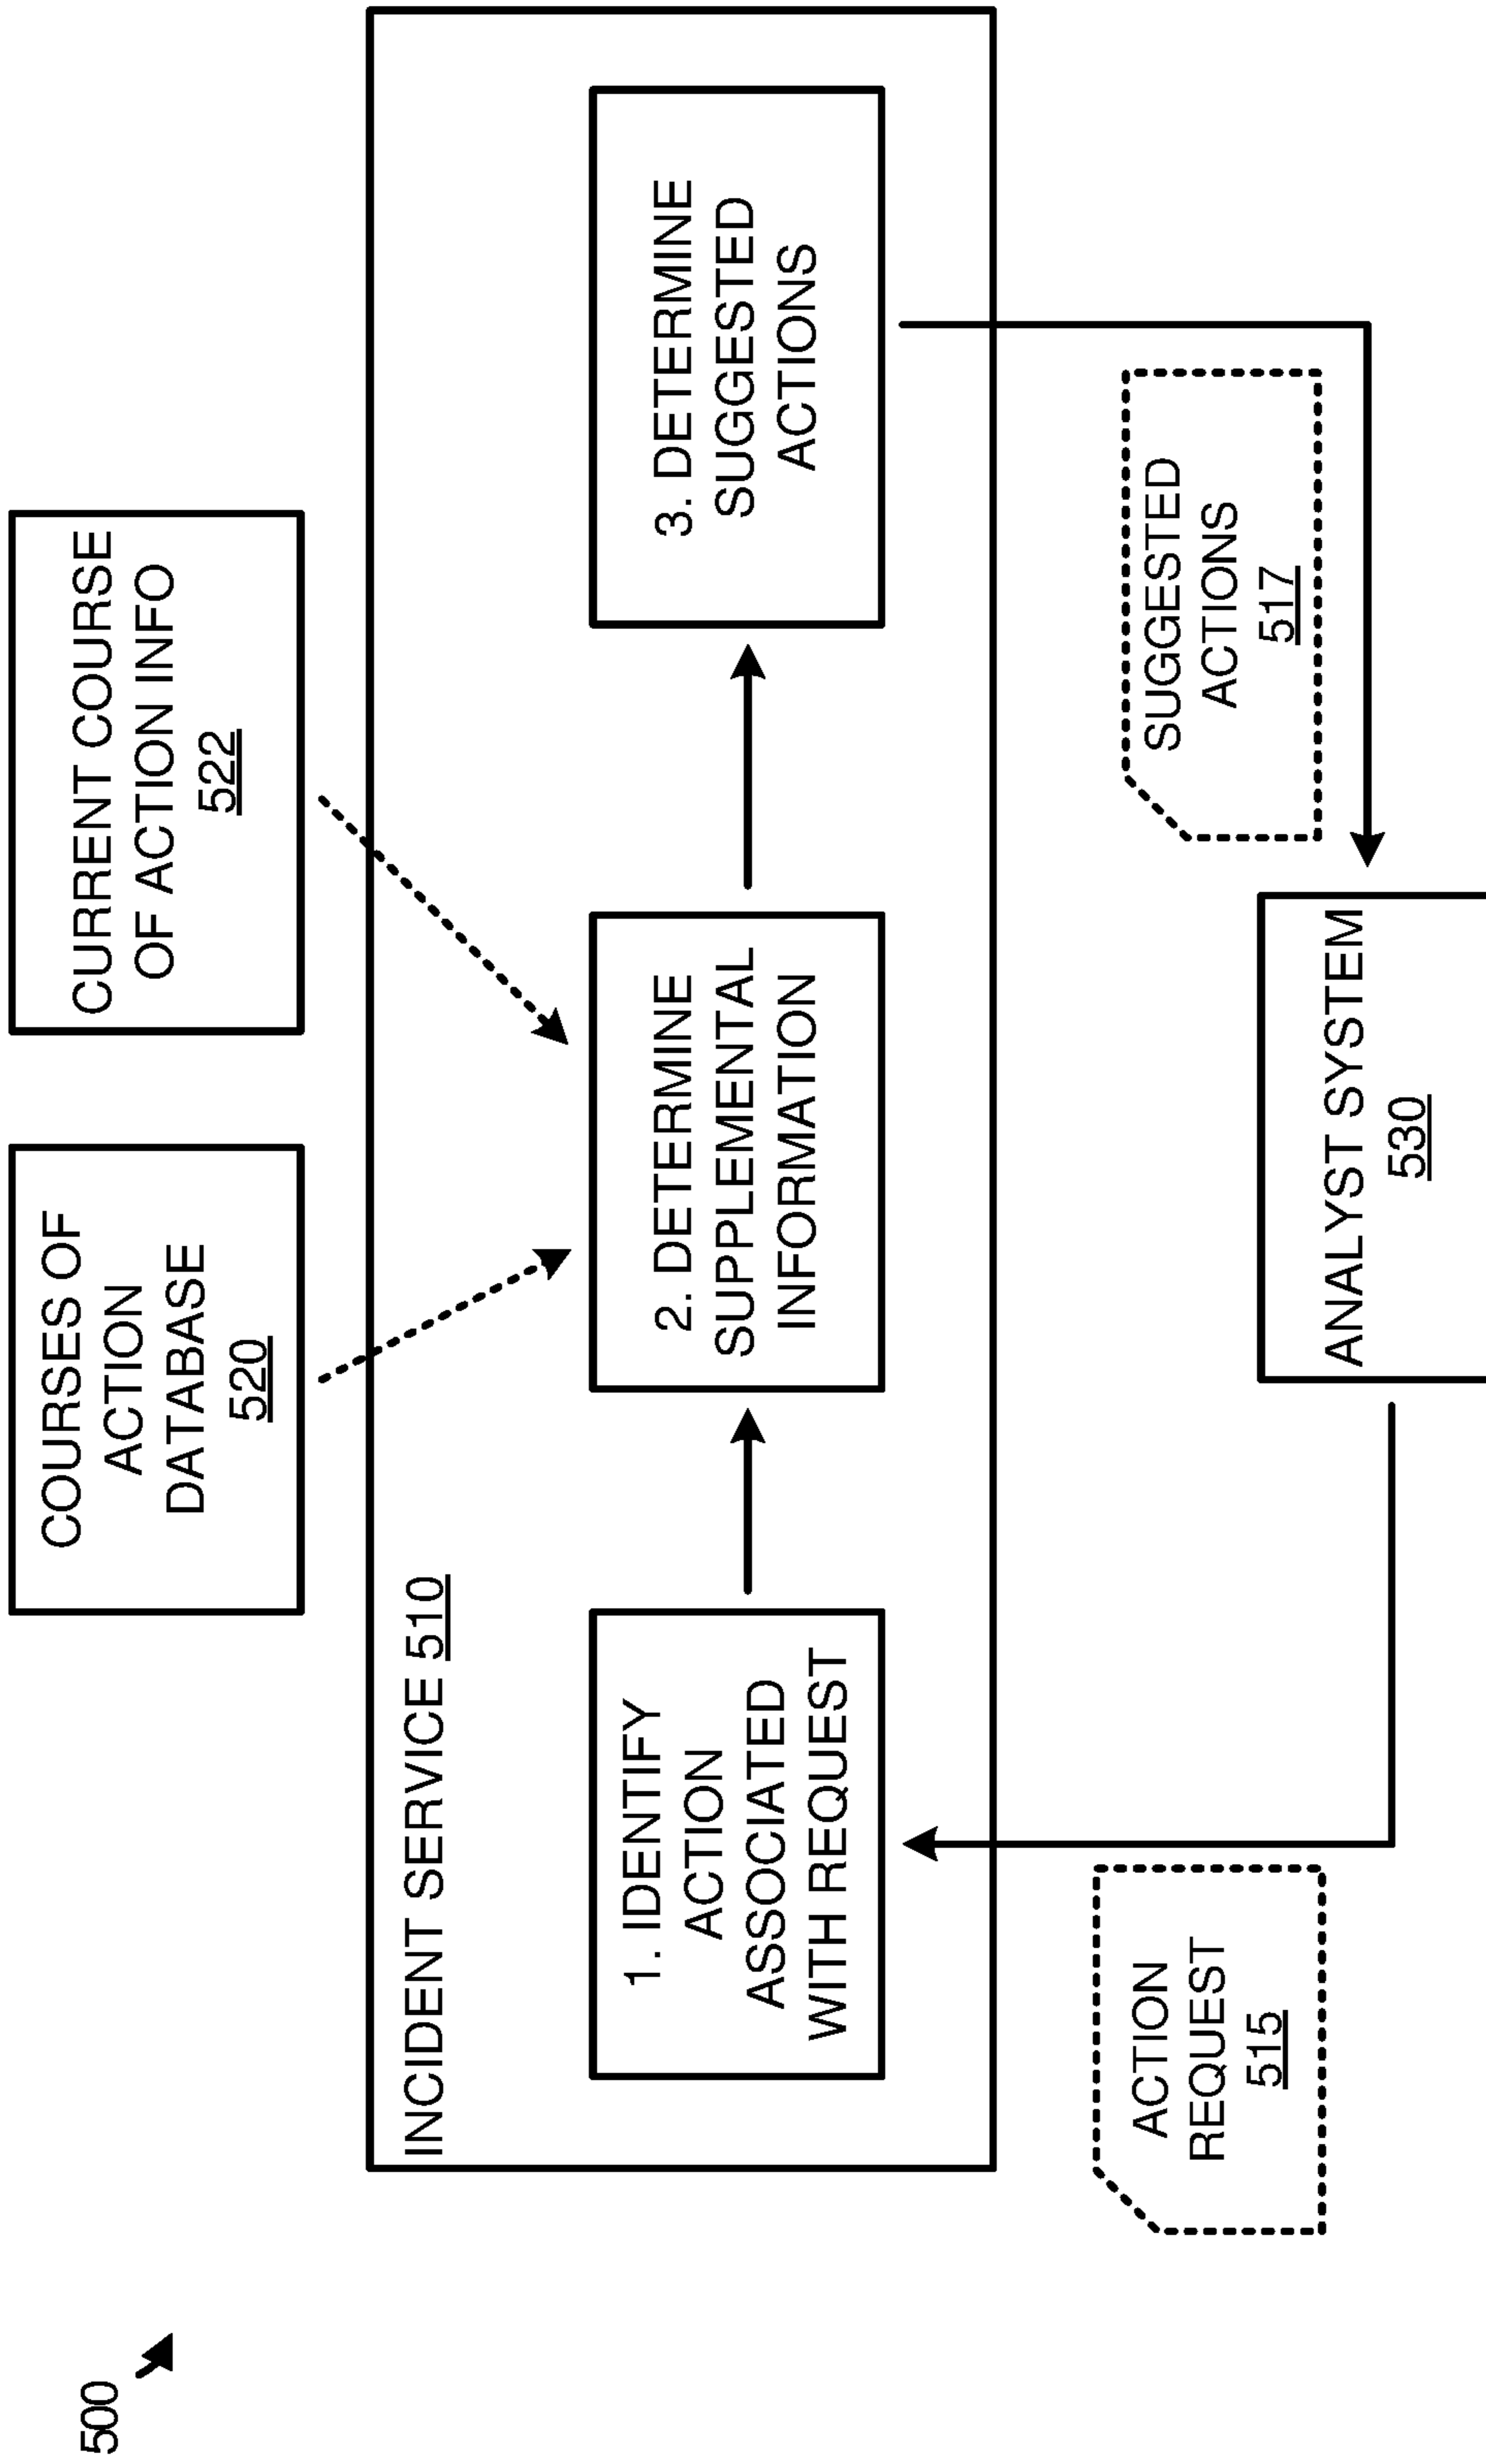 500
COURSES OF
ACTION
DATABASE
520
CURRENT COURSE
OF ACTION INFO
522
INCIDENT SERVICE 510
1. IDENTIFY
ACTION
ASSOCIATED
WITH REQUEST
2. DETERMINE
SUPPLEMENTAL
INFORMATION
3. DETERMINE
SUGGESTED
ACTIONS
ACTION
REQUEST
515
SUGGESTED
ACTIONS
517
ANALYST SYSTEM
530